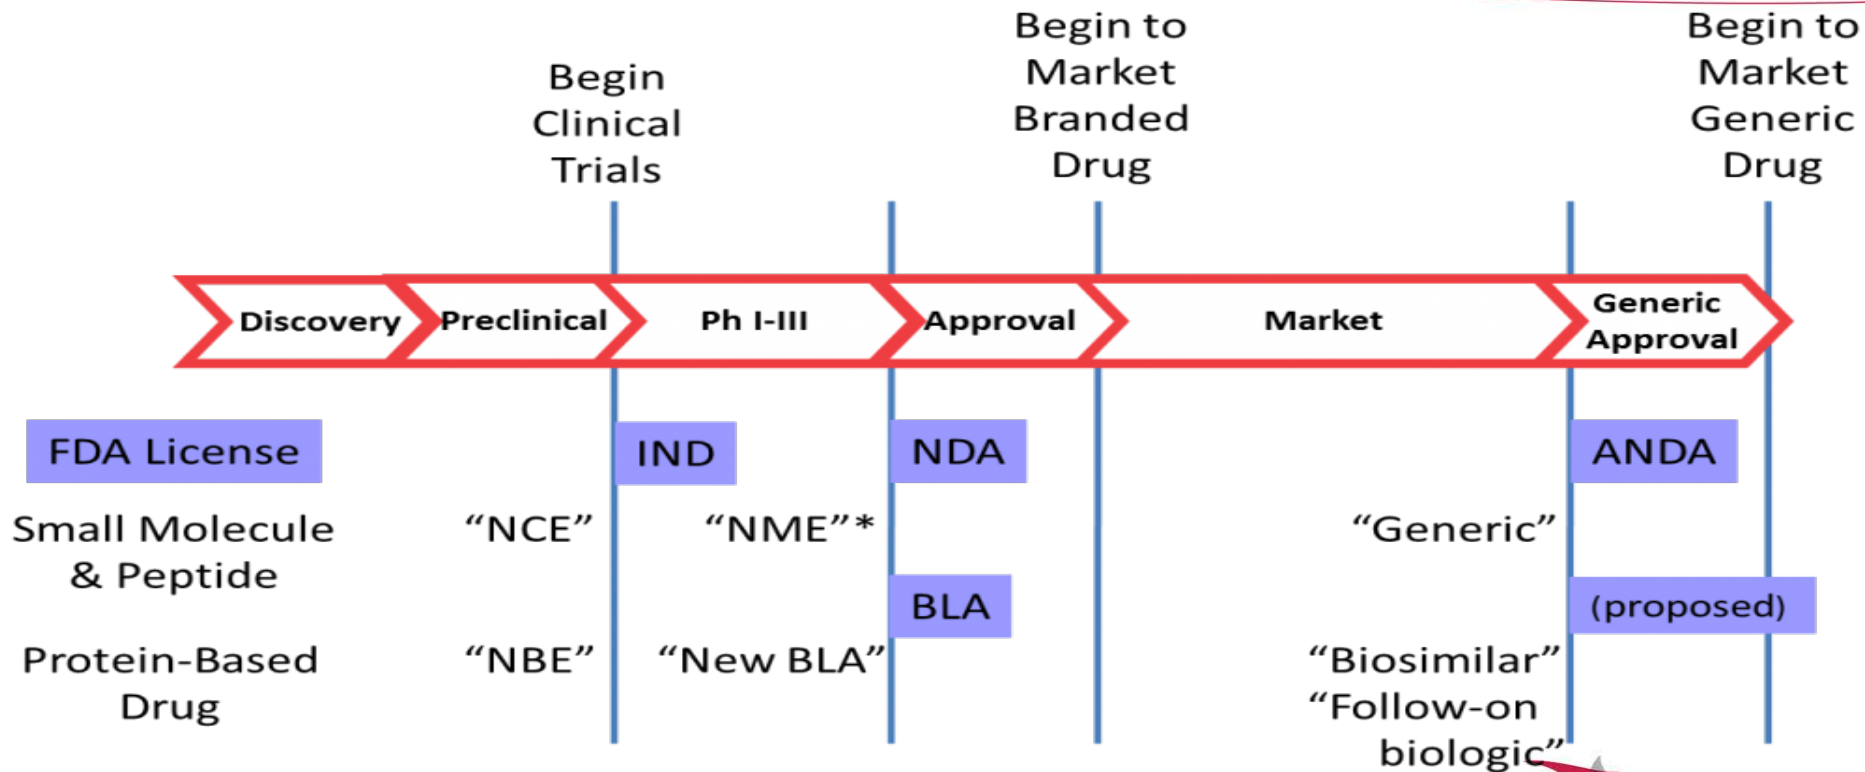 Begin
Clinical
Trials
Begin to
Market
Branded
Drug
Begin to
Market
Generic
Drug
Discovery
Preclinical
Ph I-III
Approval
Market
Generic
Approval
FDA License
IND
NDA
ANDA
Small Molecule
& Peptide
“NCE”
“NME”*
“Generic”
BLA
(proposed)
Protein-Based
Drug
“NBE”
“New BLA”
“Biosimilar”
“Follow-on
biologic”